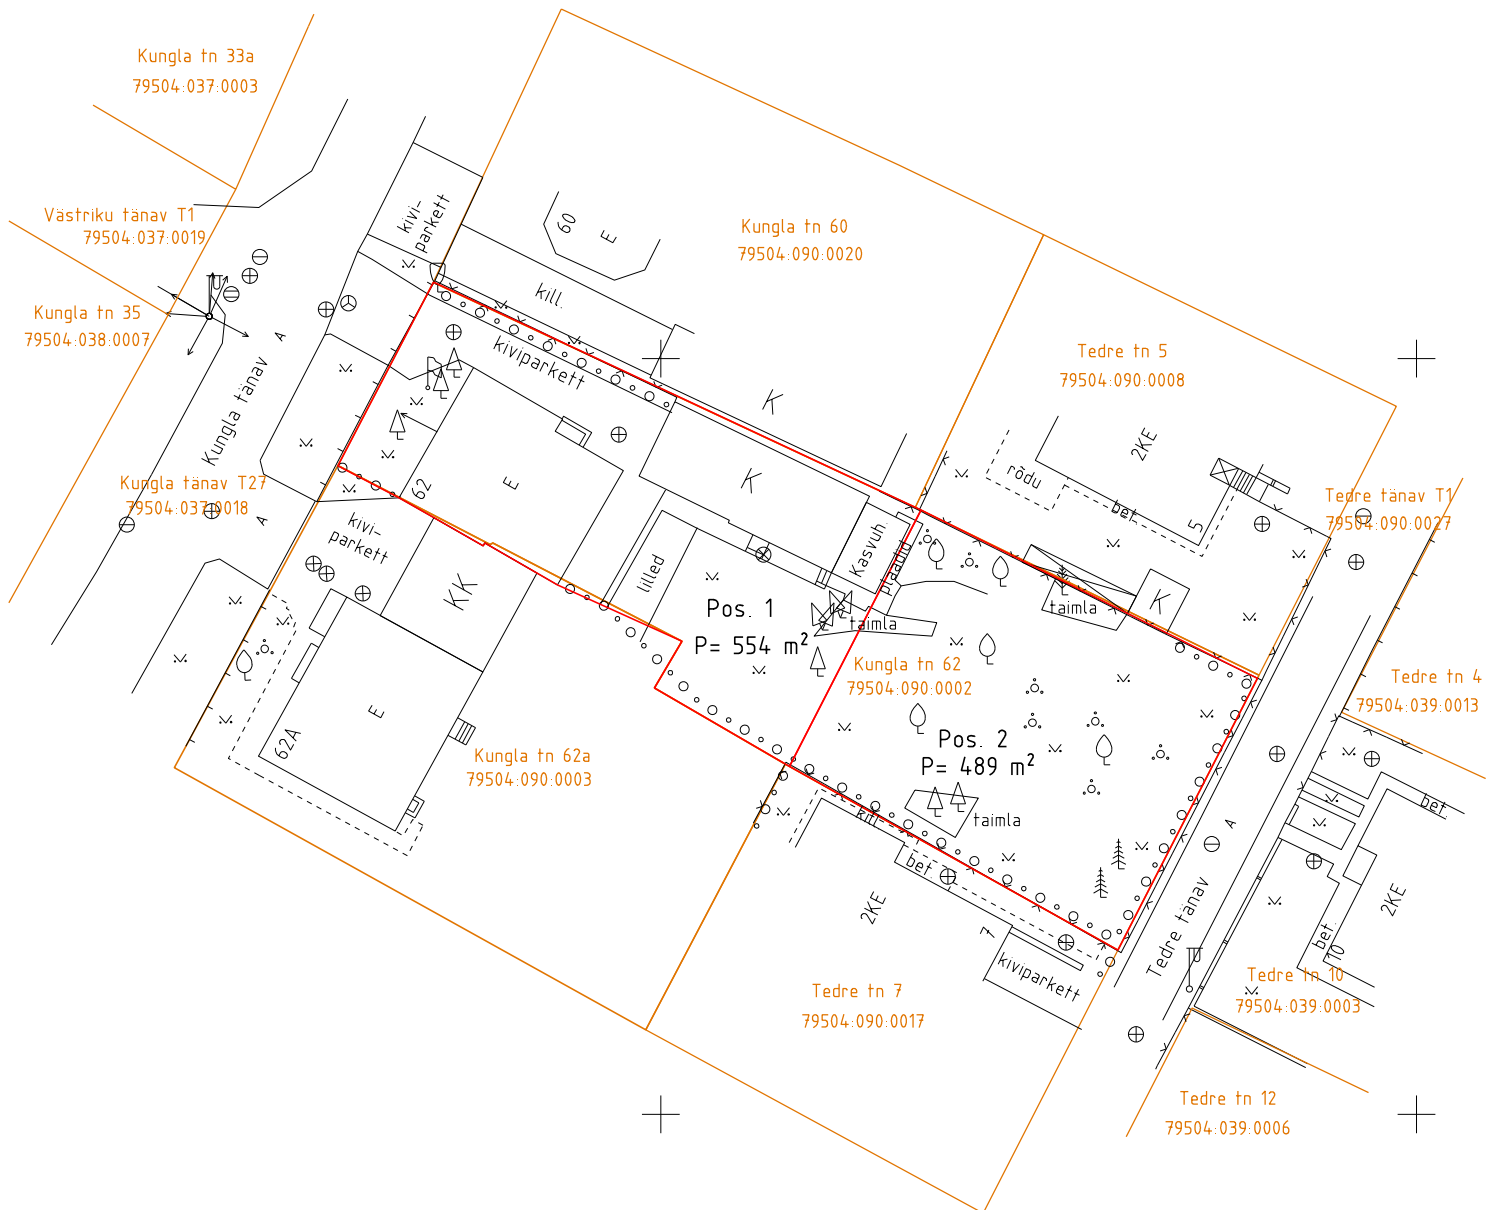 Kungla tn 33a
79504:037:0003
Västriku tänav T1
79504:037:0019
Kungla tn 35
79504:038:0007
kivi-
parkett
60
E
kill.
Kungla tn 60
79504:090:0020
kiviparkett
K
Tedre tn 5
79504:090:0008
2KE
rõdu
bet.
5
Tedre tänav T1
79504:090:0027
Kungla tänav
A
A
Kungla tänav T27
79504:037:0018
62
E
K
kivi-
parkett
KK
lilled
Kasvuh.
plaadid
taimla
K
taimla
Pos. 1
P= 554 m²
Kungla tn 62
79504:090:0002
Tedre tn 4
79504:039:0013
62A
E
Kungla tn 62a
79504:090:0003
Pos. 2
P= 489 m²
taimla
kill.
bet.
2KE
7
kiviparkett
Tedre tn 7
79504:090:0017
Tedre tänav
A
bet.
2KE
bet.
10
Tedre tn 10
79504:039:0003
Tedre tn 12
79504:039:0006